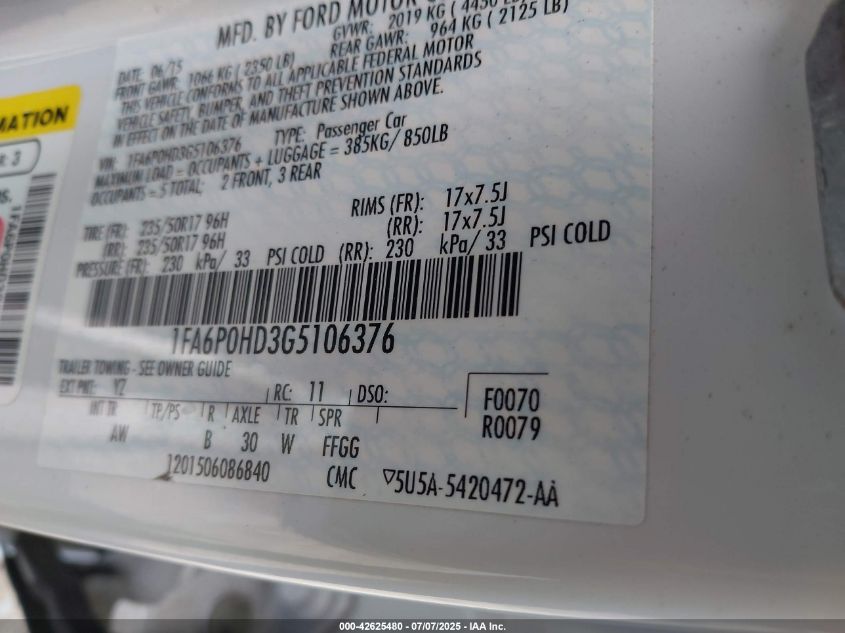 MFD. BY FORD MOTOR
DATE: 06/15 GVWR: 2019 KG ( 4450 LB
FRONT GAWR: 1066 KG ( 2350 LB) REAR GAWR: 964 KG ( 2125 LB)
THIS VEHICLE CONFORMS TO ALL APPLICABLE FEDERAL MOTOR
VEHICLE SAFETY, BUMPER, AND THEFT PREVENTION STANDARDS
IN EFFECT ON THE DATE OF MANUFACTURE SHOWN ABOVE.
VIN: 1FA6P0HD3G5106376 TYPE: Passenger Car
MAXIMUM LOAD = OCCUPANTS + LUGGAGE = 385KG/ 850LB
OCCUPANTS = 5 TOTAL: 2 FRONT, 3 REAR
TIRE (FR): 235/50R17 96H RIMS (FR): 17x7.5J
(RR): 235/50R17 96H (RR): 17x7.5J
PRESSURE (FR): 230 kPa/ 33 PSI COLD (RR): 230 kPa/ 33 PSI COLD
1FA6P0HD3G5106376
TRAILER TOWING - SEE OWNER GUIDE
EXT PNT: YZ RC: 11 DSO:
INT TR TP/PS R AXLE TR SPR
F0070
R0079
AW B 30 W FFGG
1201506086840 CMC ▽5U5A-5420472-AA
MATION
R: 3
000-42625480 - 07/07/2025 - IAA Inc.